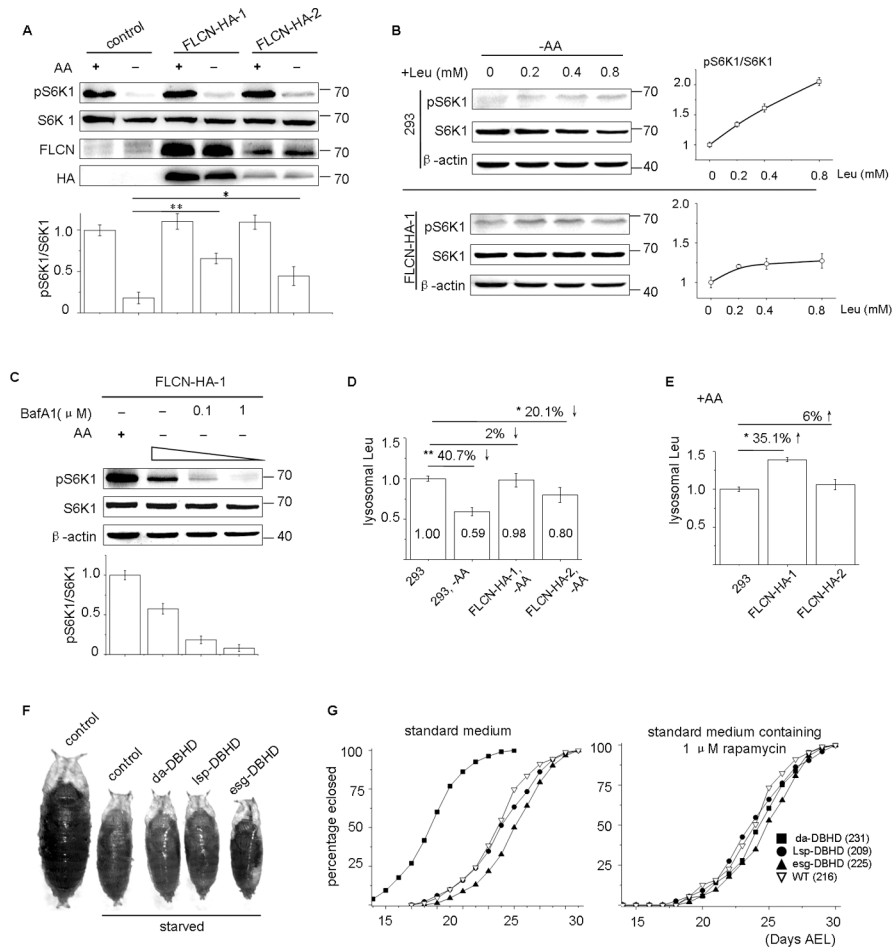 A
control
FLCN-HA-1
FLCN-HA-2
AA + − + − + −
pS6K1 70
S6K 1 70
FLCN 70
HA 70
*
**
pS6K1/S6K1
1.0
0.5
0
B
-AA
+Leu (mM) 0 0.2 0.4 0.8
293
pS6K1 70
S6K1 70
β-actin 40
FLCN-HA-1
pS6K1 70
S6K1 70
β-actin 40
pS6K1/S6K1
2.0
1.5
1
0 0.2 0.4 0.8 Leu (mM)
2.0
1.5
1
0 0.2 0.4 0.8 Leu (mM)
C
FLCN-HA-1
BafA1(μM) − − 0.1 1
AA + − − −
pS6K1 70
S6K1 70
β-actin 40
pS6K1/S6K1
1.0
0.5
0
D
* 20.1% ↓
2% ↓
** 40.7% ↓
lysosomal Leu
1.5
1.0
0.5
1.00 0.59 0.98 0.80
293
293, -AA
FLCN-HA-1, -AA
FLCN-HA-2, -AA
E
+AA
6% ↑
* 35.1% ↑
lysosomal Leu
1.5
1.0
0.5
293
FLCN-HA-1
FLCN-HA-2
F
control
control
da-DBHD
lsp-DBHD
esg-DBHD
starved
G
standard medium
percentage eclosed
100
75
50
25
0
15 20 25 30
standard medium containing
1 μM rapamycin
100
75
50
25
0
da-DBHD (231)
Lsp-DBHD (209)
esg-DBHD (225)
WT (216)
15 20 25 30
(Days AEL)